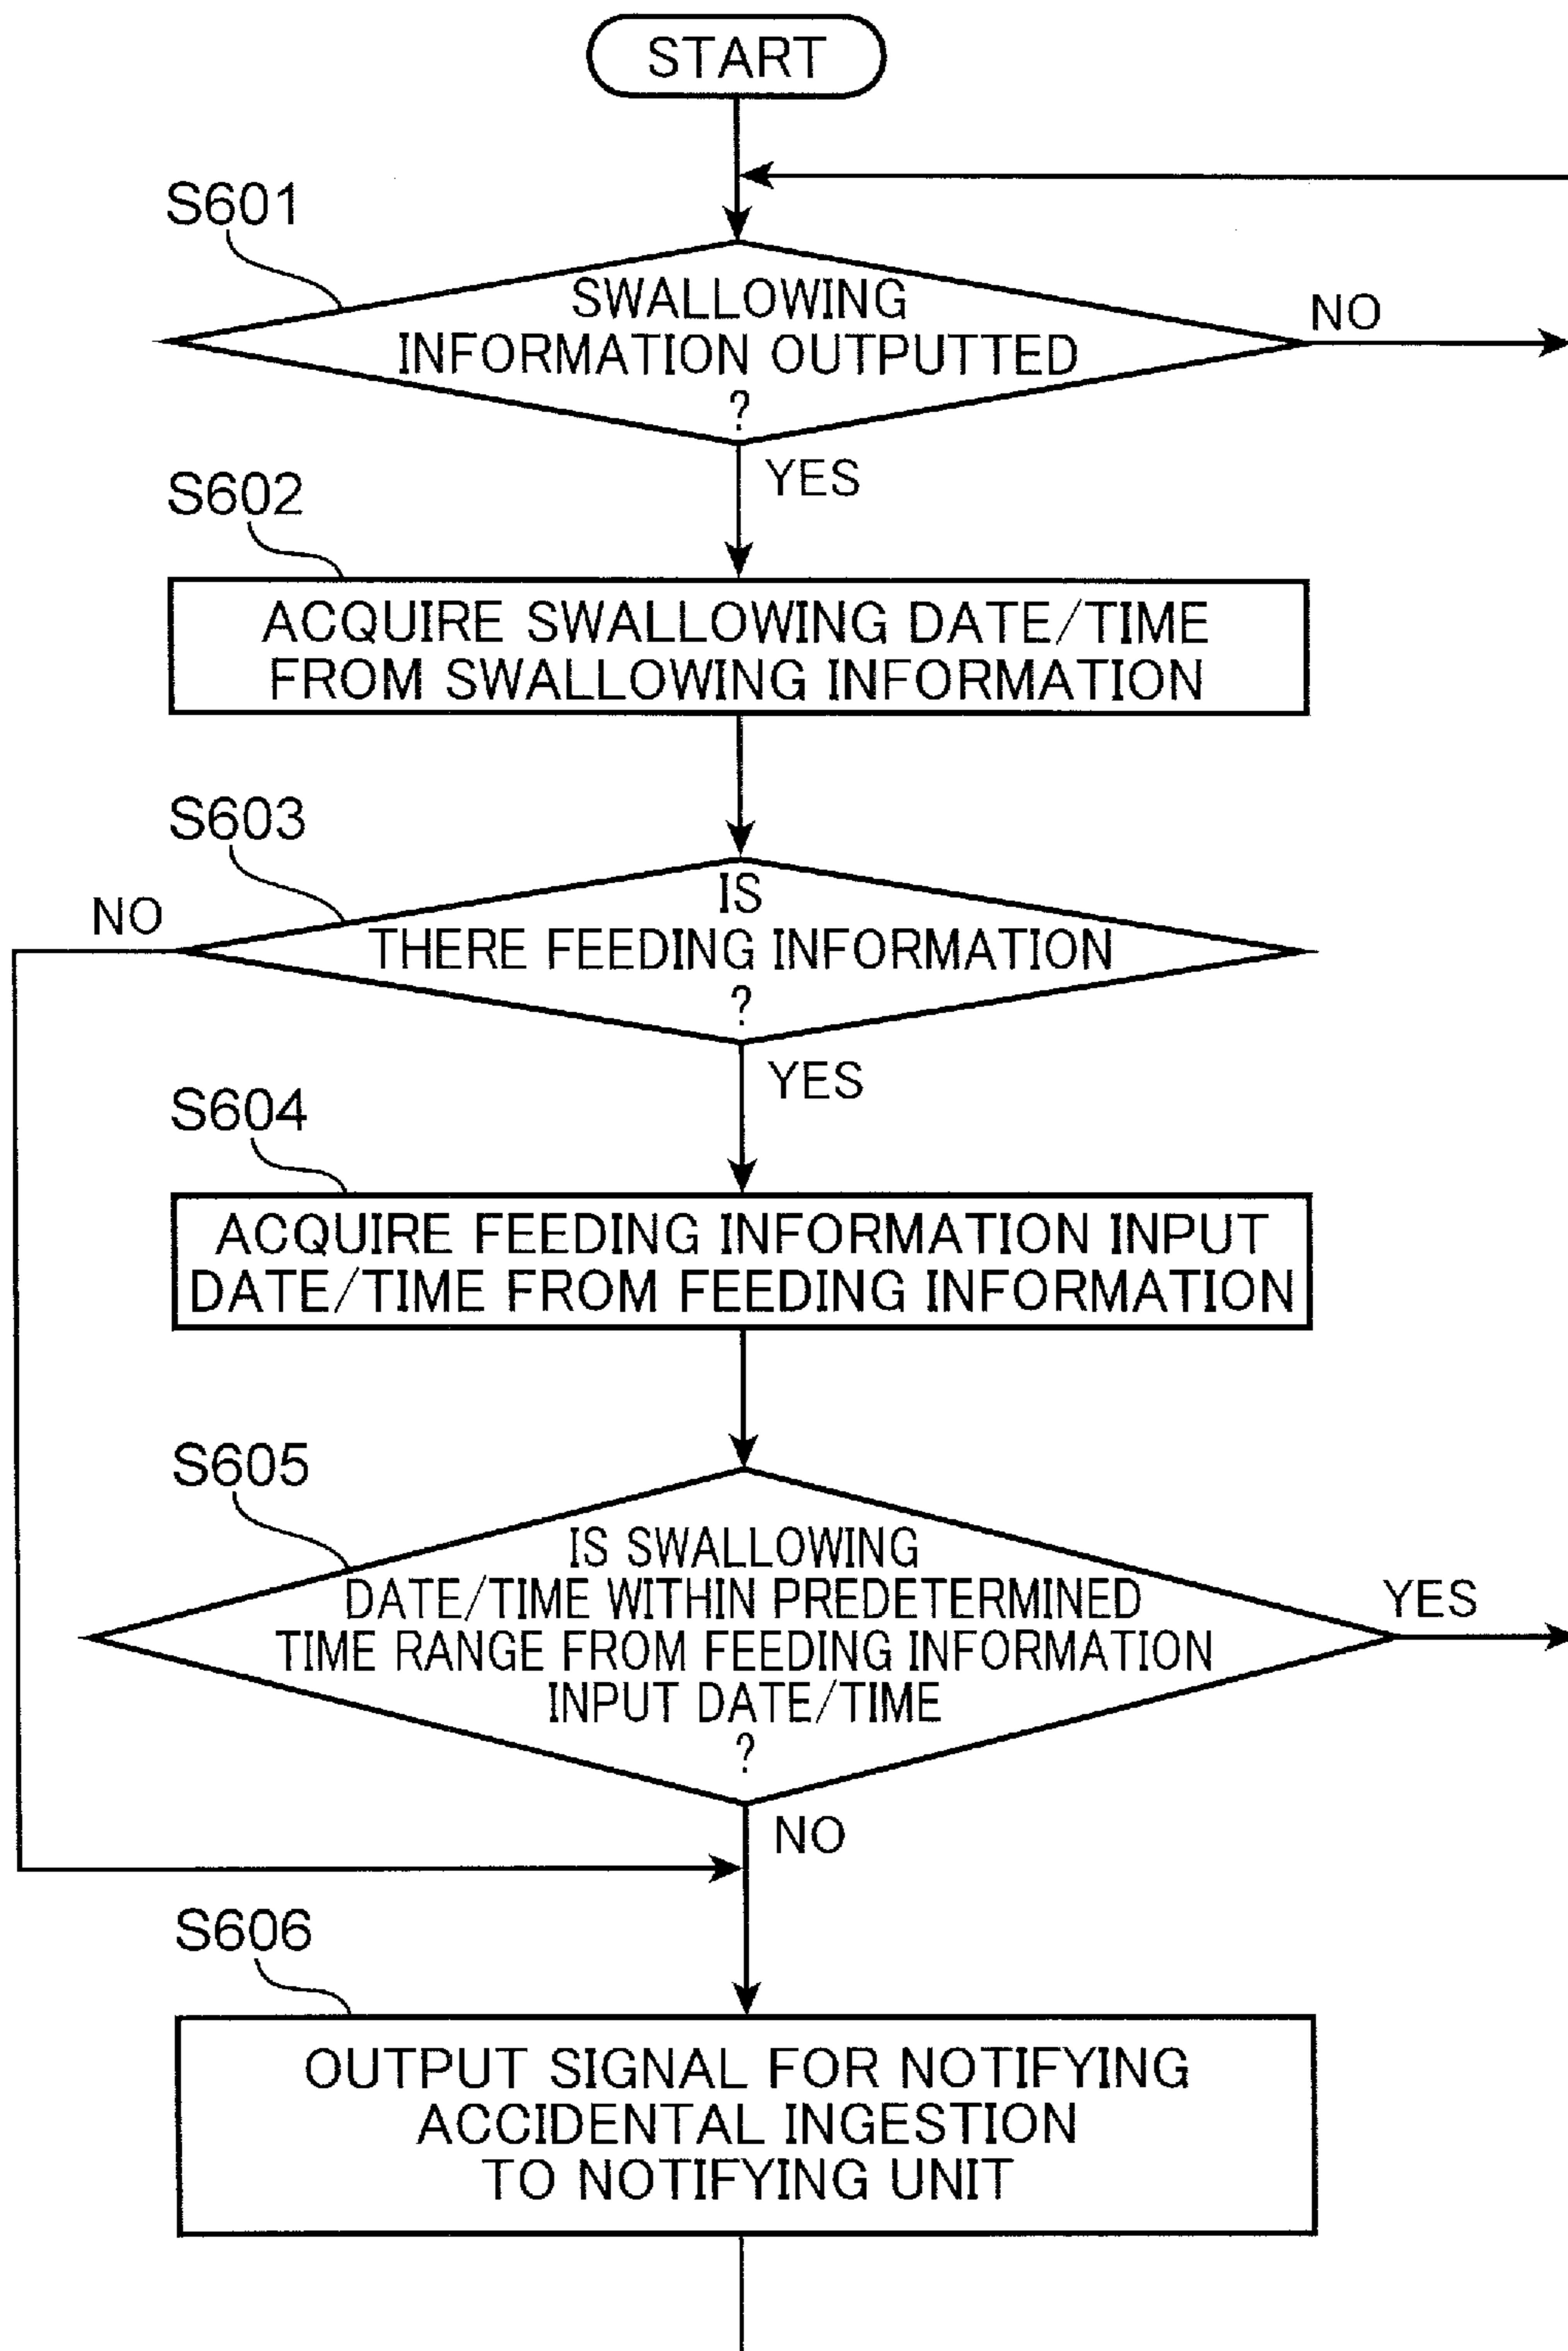 START
S601
SWALLOWING
INFORMATION OUTPUTTED
?
NO
YES
S602
ACQUIRE SWALLOWING DATE/TIME
FROM SWALLOWING INFORMATION
S603
NO
IS
THERE FEEDING INFORMATION
?
YES
S604
ACQUIRE FEEDING INFORMATION INPUT
DATE/TIME FROM FEEDING INFORMATION
S605
IS SWALLOWING
DATE/TIME WITHIN PREDETERMINED
TIME RANGE FROM FEEDING INFORMATION
INPUT DATE/TIME
?
YES
NO
S606
OUTPUT SIGNAL FOR NOTIFYING
ACCIDENTAL INGESTION
TO NOTIFYING UNIT